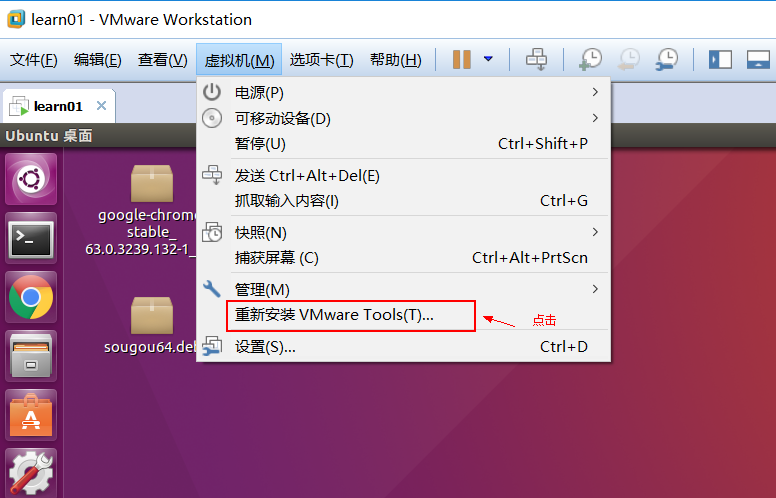 learn01 - VMware Workstation
文件(F) 编辑(E) 查看(V) 虚拟机(M) 选项卡(T) 帮助(H)
learn01
Ubuntu 桌面
电源(P)
可移动设备(D)
暂停(U) Ctrl+Shift+P
发送 Ctrl+Alt+Del(E)
抓取输入内容(I) Ctrl+G
快照(N)
捕获屏幕 (C) Ctrl+Alt+PrtScn
管理(M)
重新安装 VMware Tools(T)...
点击
设置(S)... Ctrl+D
google-chrome
stable_
63.0.3239.132-1_
sougou64.de